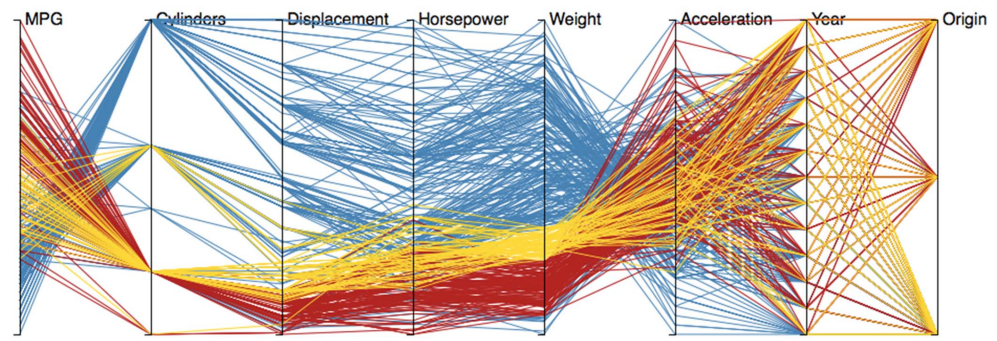 MPG
Cylinders
Displacement
Horsepower
Weight
Acceleration
Year
Origin